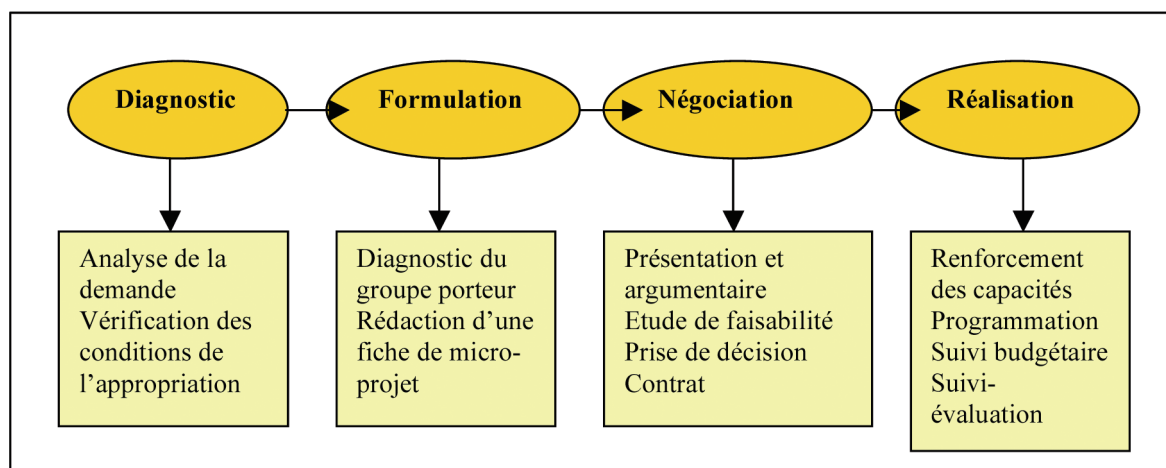 Diagnostic
Formulation
Négociation
Réalisation
Analyse de la
demande
Vérification des
conditions de
l’appropriation
Diagnostic du
groupe porteur
Rédaction d’une
fiche de micro-
projet
Présentation et
argumentaire
Etude de faisabilité
Prise de décision
Contrat
Renforcement
des capacités
Programmation
Suivi budgétaire
Suivi-
évaluation